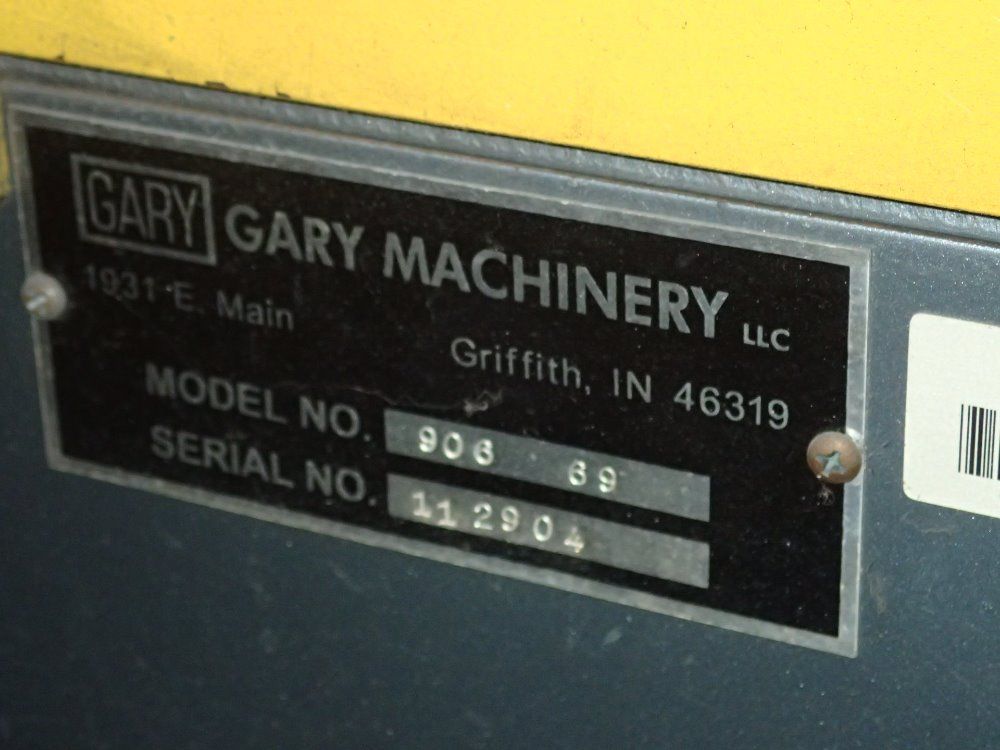 GARY GARY MACHINERY LLC
1931 E. Main
Griffith, IN 46319
MODEL NO. 906 69
SERIAL NO. 112904